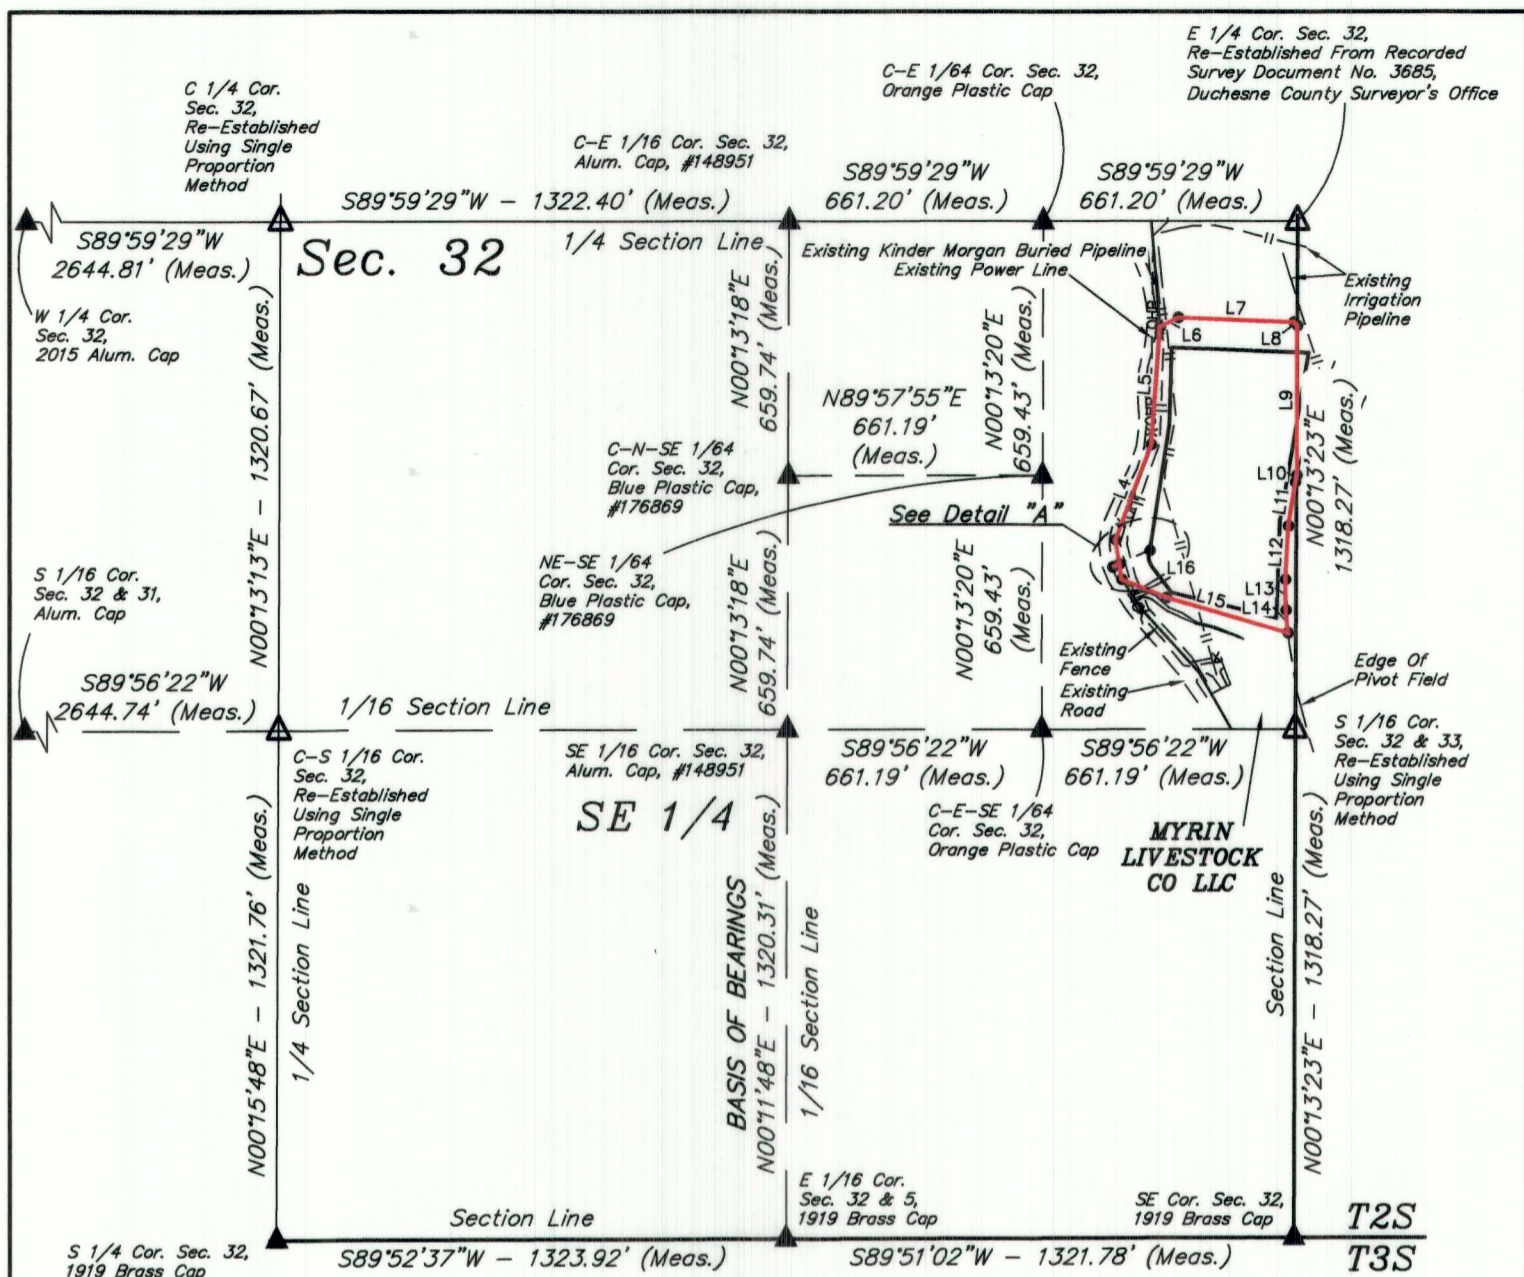 E 1/4 Cor. Sec. 32,
Re-Established From Recorded
Survey Document No. 3685,
Duchesne County Surveyor's Office
C-E 1/64 Cor. Sec. 32,
Orange Plastic Cap
C 1/4 Cor.
Sec. 32,
Re-Established
Using Single
Proportion
Method
C-E 1/16 Cor. Sec. 32,
Alum. Cap, #148951
S89°59'29"W - 1322.40' (Meas.)
S89°59'29"W
661.20' (Meas.)
S89°59'29"W
661.20' (Meas.)
S89°59'29"W
2644.81' (Meas.)
Sec. 32
1/4 Section Line
Existing Kinder Morgan Buried Pipeline
Existing Power Line
Existing
Irrigation
Pipeline
W 1/4 Cor.
Sec. 32,
2015 Alum. Cap
N00°13'13"E - 1320.67' (Meas.)
N00°13'18"E
659.74' (Meas.)
N00°13'20"E
659.43' (Meas.)
OHP
L6
L7
L8
L5
L9
N89°57'55"E
661.19'
(Meas.)
N00°13'23"E
1318.27' (Meas.)
C-N-SE 1/64
Cor. Sec. 32,
Blue Plastic Cap,
#176869
L10
L4
L11
See Detail "A"
NE-SE 1/64
Cor. Sec. 32,
Blue Plastic Cap,
#176869
L12
L16
L13
L15
L14
S 1/16 Cor.
Sec. 32 & 31,
Alum. Cap
N00°13'18"E
659.74' (Meas.)
N00°13'20"E
659.43'
(Meas.)
Existing
Fence
Existing
Road
Edge Of
Pivot Field
S89°56'22"W
2644.74' (Meas.)
1/16 Section Line
C-S 1/16 Cor.
Sec. 32,
Re-Established
Using Single
Proportion
Method
SE 1/16 Cor. Sec. 32,
Alum. Cap, #148951
S89°56'22"W
661.19' (Meas.)
S89°56'22"W
661.19' (Meas.)
S 1/16 Cor.
Sec. 32 & 33,
Re-Established
Using Single
Proportion
Method
SE 1/4
C-E-SE 1/64
Cor. Sec. 32,
Orange Plastic Cap
MYRIN
LIVESTOCK
CO LLC
N00°15'48"E - 1321.76' (Meas.)
1/4 Section Line
BASIS OF BEARINGS
N00°11'48"E - 1320.31' (Meas.)
1/16 Section Line
Section Line
N00°13'23"E - 1318.27' (Meas.)
E 1/16 Cor.
Sec. 32 & 5,
1919 Brass Cap
SE Cor. Sec. 32,
1919 Brass Cap
Section Line
T2S
T3S
S 1/4 Cor. Sec. 32,
1919 Brass Cap
S89°52'37"W - 1323.92' (Meas.)
S89°51'02"W - 1321.78' (Meas.)